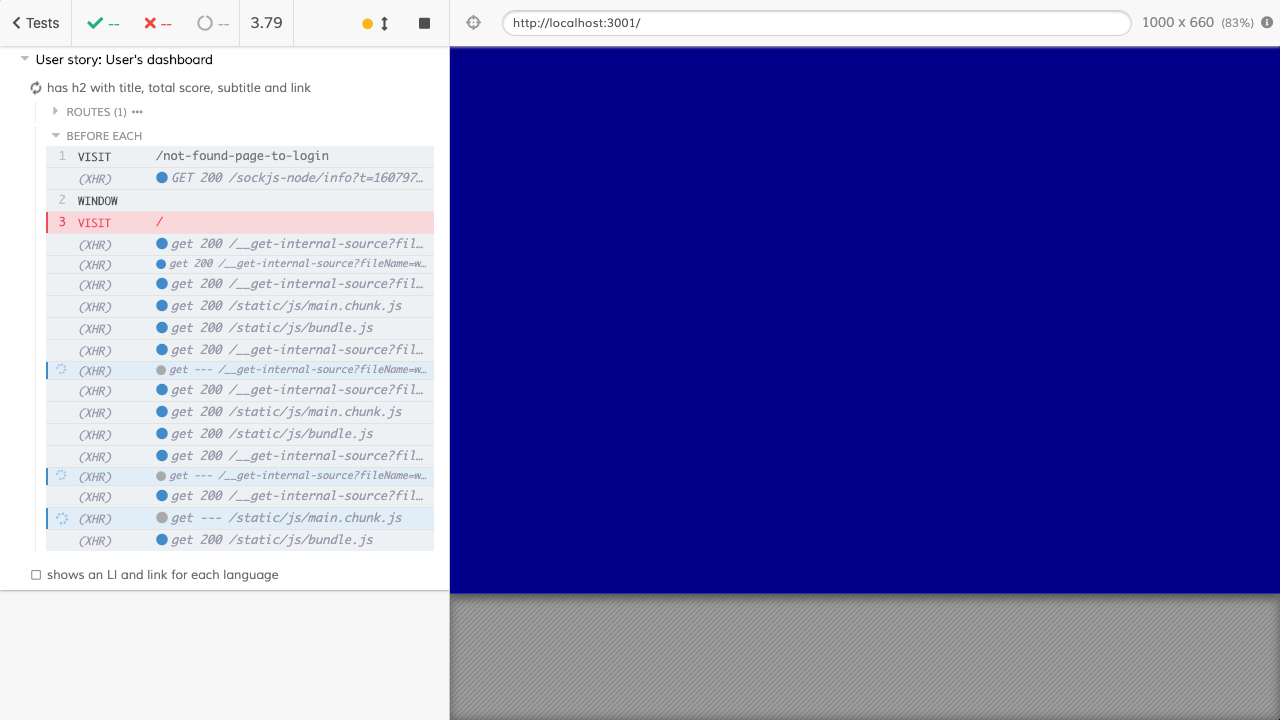 Tests -- -- -- 3.79 http://localhost:3001/ 1000 x 660 (83%)
User story: User's dashboard
has h2 with title, total score, subtitle and link
ROUTES (1) •••
BEFORE EACH
1 VISIT /not-found-page-to-login
(XHR) GET 200 /sockjs-node/info?t=160797…
2 WINDOW
3 VISIT /
(XHR) get 200 /__get-internal-source?fil…
(XHR) get 200 /__get-internal-source?fileName=w…
(XHR) get 200 /__get-internal-source?fil…
(XHR) get 200 /static/js/main.chunk.js
(XHR) get 200 /static/js/bundle.js
(XHR) get 200 /__get-internal-source?fil…
(XHR) get --- /__get-internal-source?fileName=w…
(XHR) get 200 /__get-internal-source?fil…
(XHR) get 200 /static/js/main.chunk.js
(XHR) get 200 /static/js/bundle.js
(XHR) get 200 /__get-internal-source?fil…
(XHR) get --- /__get-internal-source?fileName=w…
(XHR) get 200 /__get-internal-source?fil…
(XHR) get --- /static/js/main.chunk.js
(XHR) get 200 /static/js/bundle.js
shows an LI and link for each language